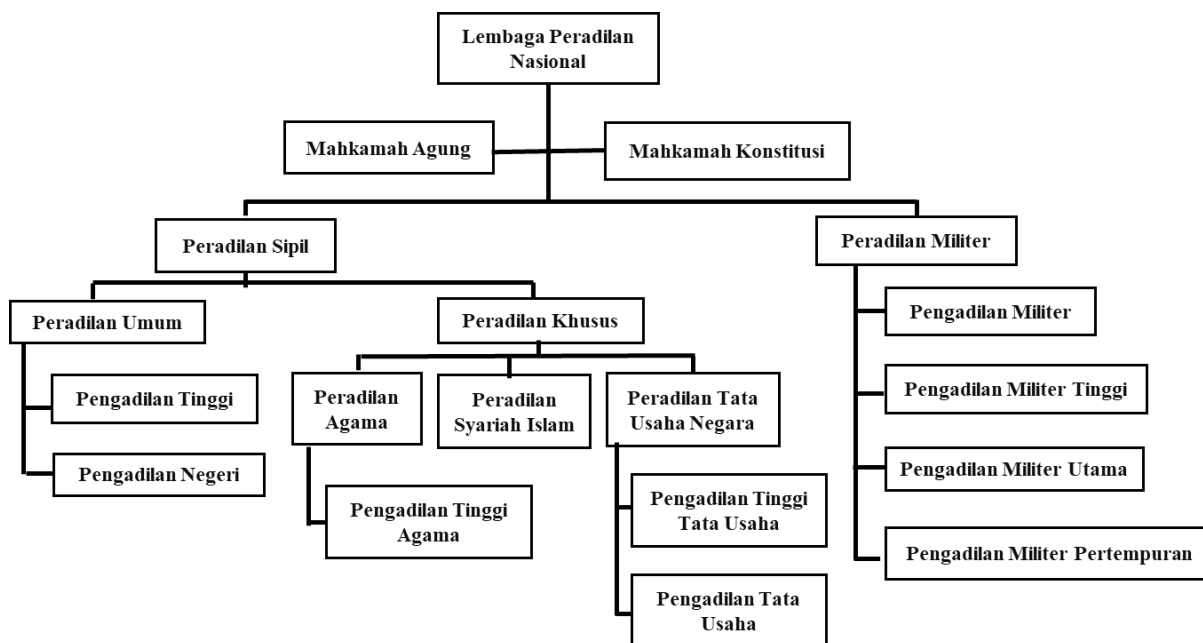 Lembaga Peradilan
Nasional
Mahkamah Agung
Mahkamah Konstitusi
Peradilan Sipil
Peradilan Militer
Peradilan Umum
Peradilan Khusus
Pengadilan Militer
Pengadilan Tinggi
Peradilan
Agama
Peradilan
Syariah Islam
Peradilan Tata
Usaha Negara
Pengadilan Militer Tinggi
Pengadilan Negeri
Pengadilan Militer Utama
Pengadilan Tinggi
Agama
Pengadilan Tinggi
Tata Usaha
Pengadilan Militer Pertempuran
Pengadilan Tata
Usaha